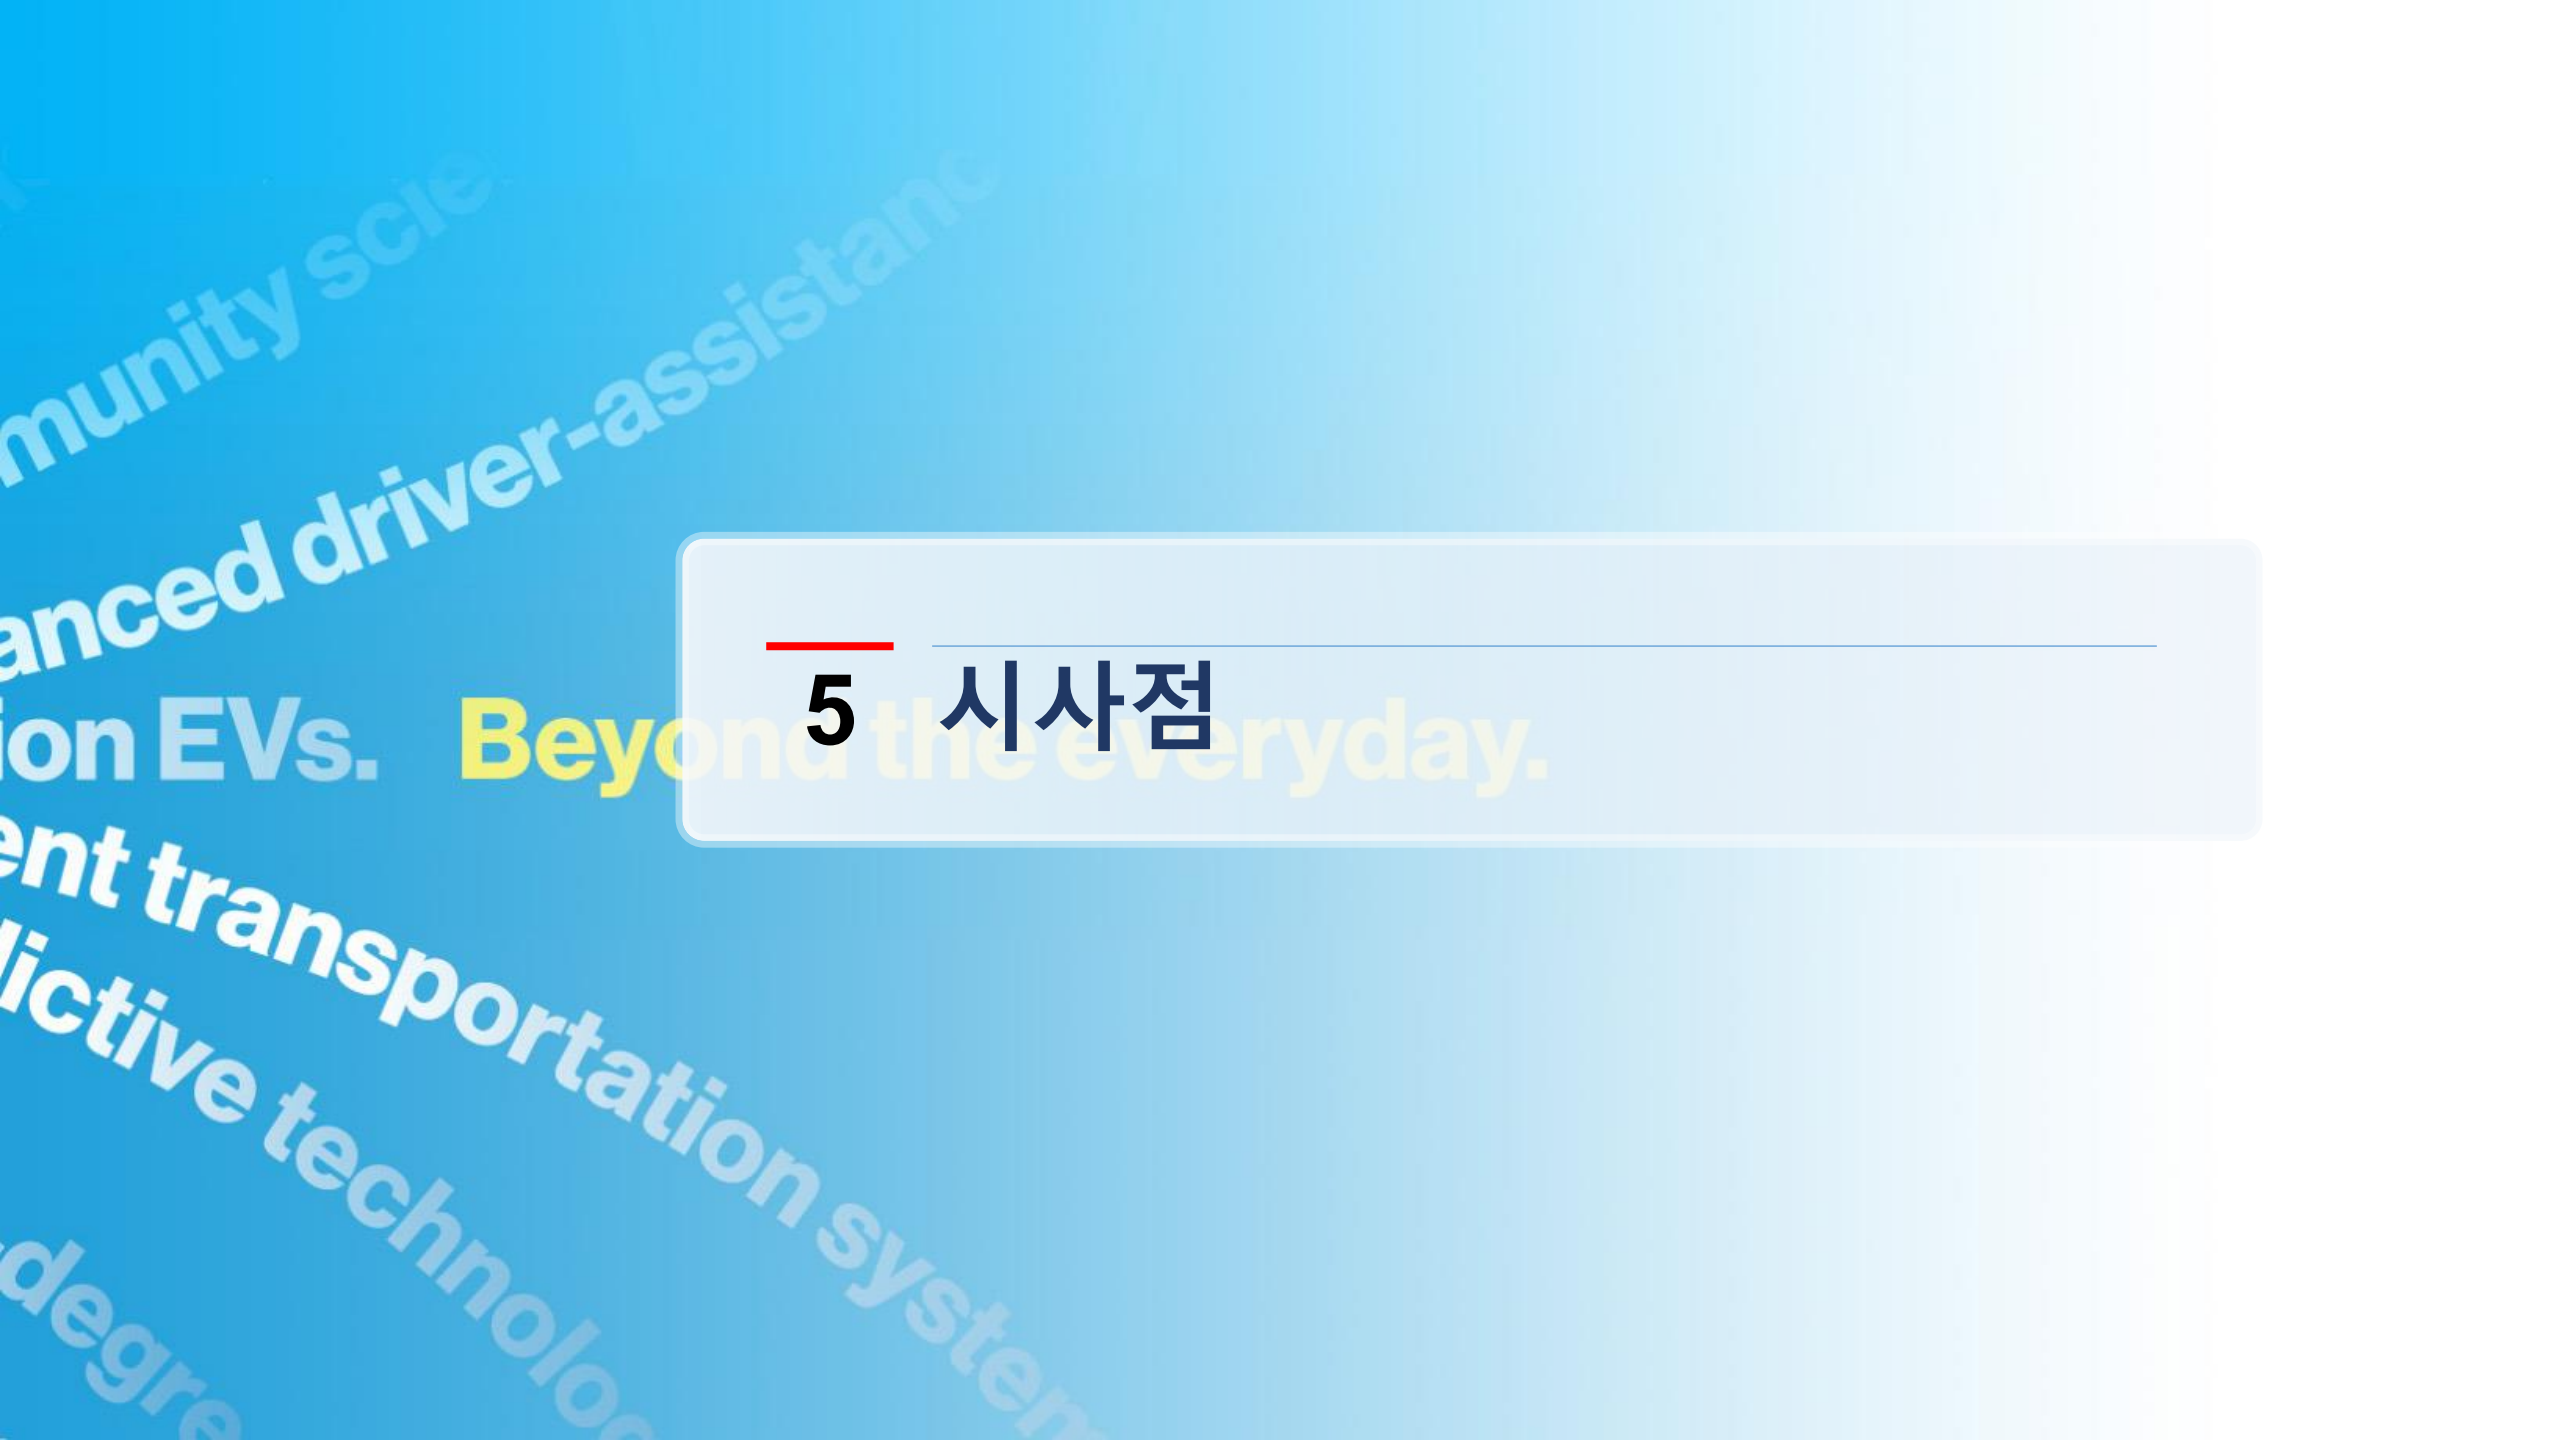 munity scie
anced driver-assistanc
ion EVs. Beyond the everyday.
5 시사점
ent transportation system
lictive technolog
degre